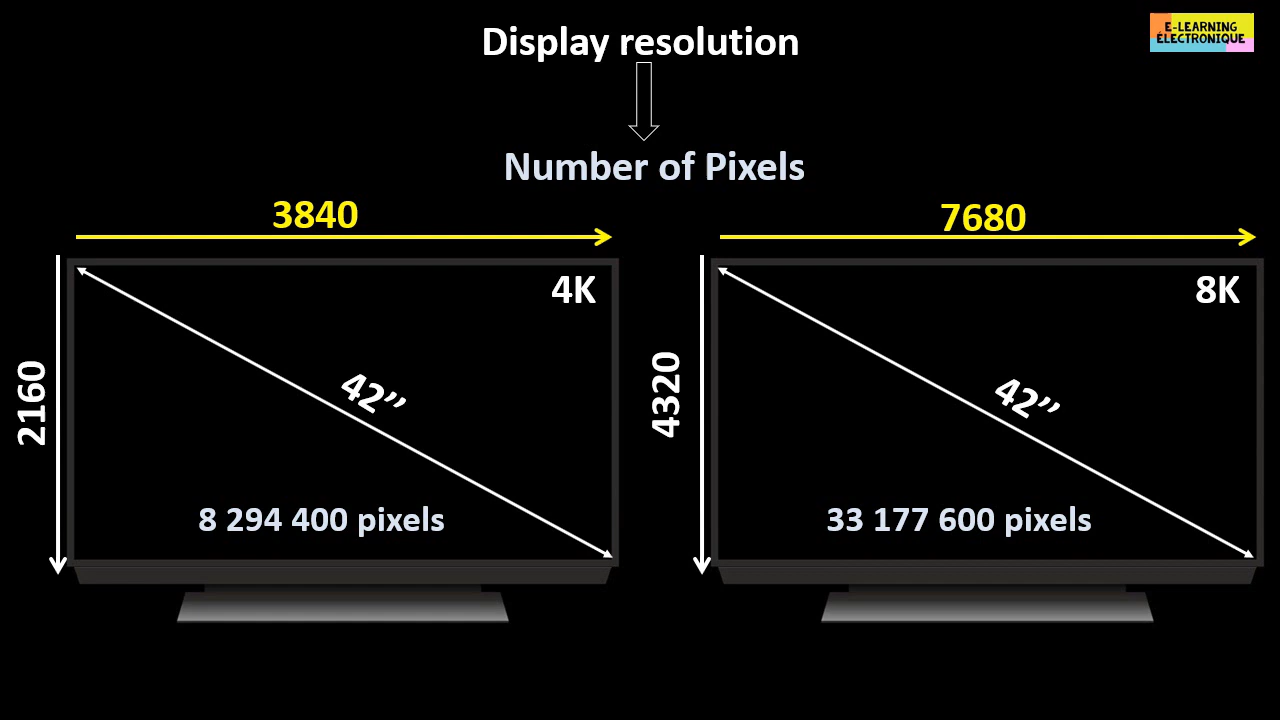 Display resolution
E-LEARNING
ÉLECTRONIQUE
Number of Pixels
3840
7680
4K
8K
2160
4320
42’’
42’’
8 294 400 pixels
33 177 600 pixels